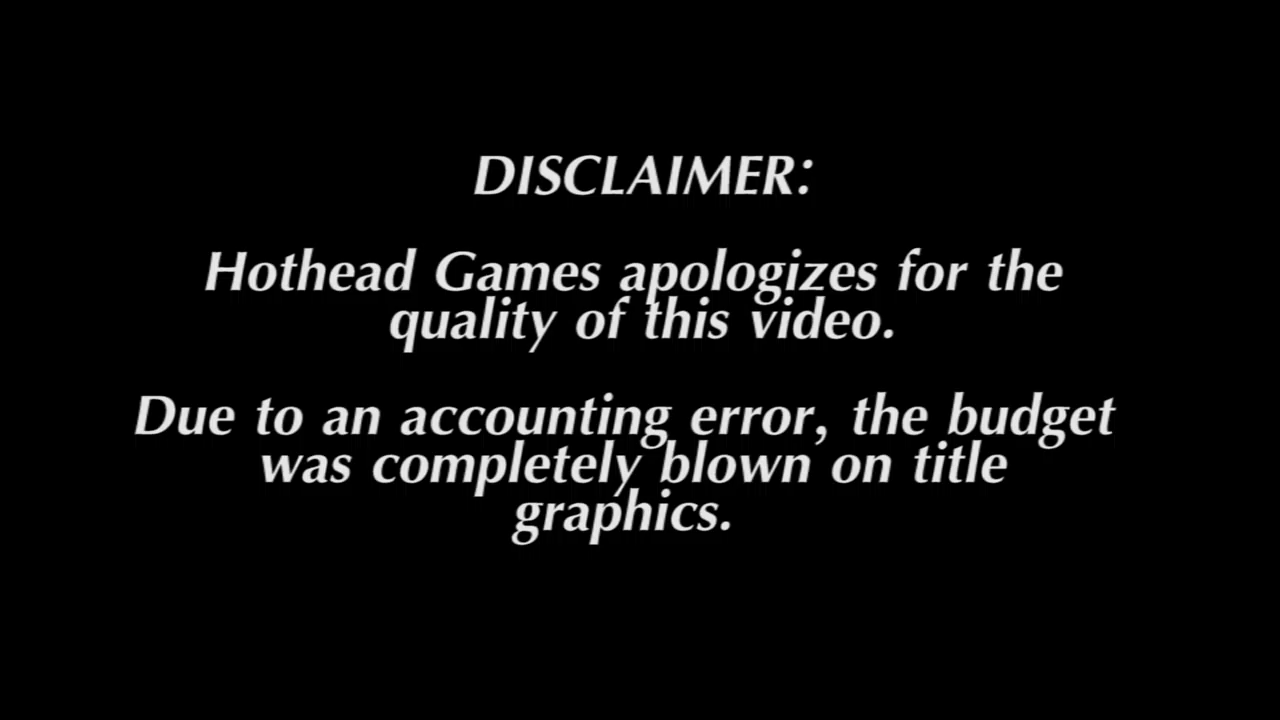 DISCLAIMER:
Hothead Games apologizes for the
quality of this video.
Due to an accounting error, the budget
was completely blown on title
graphics.